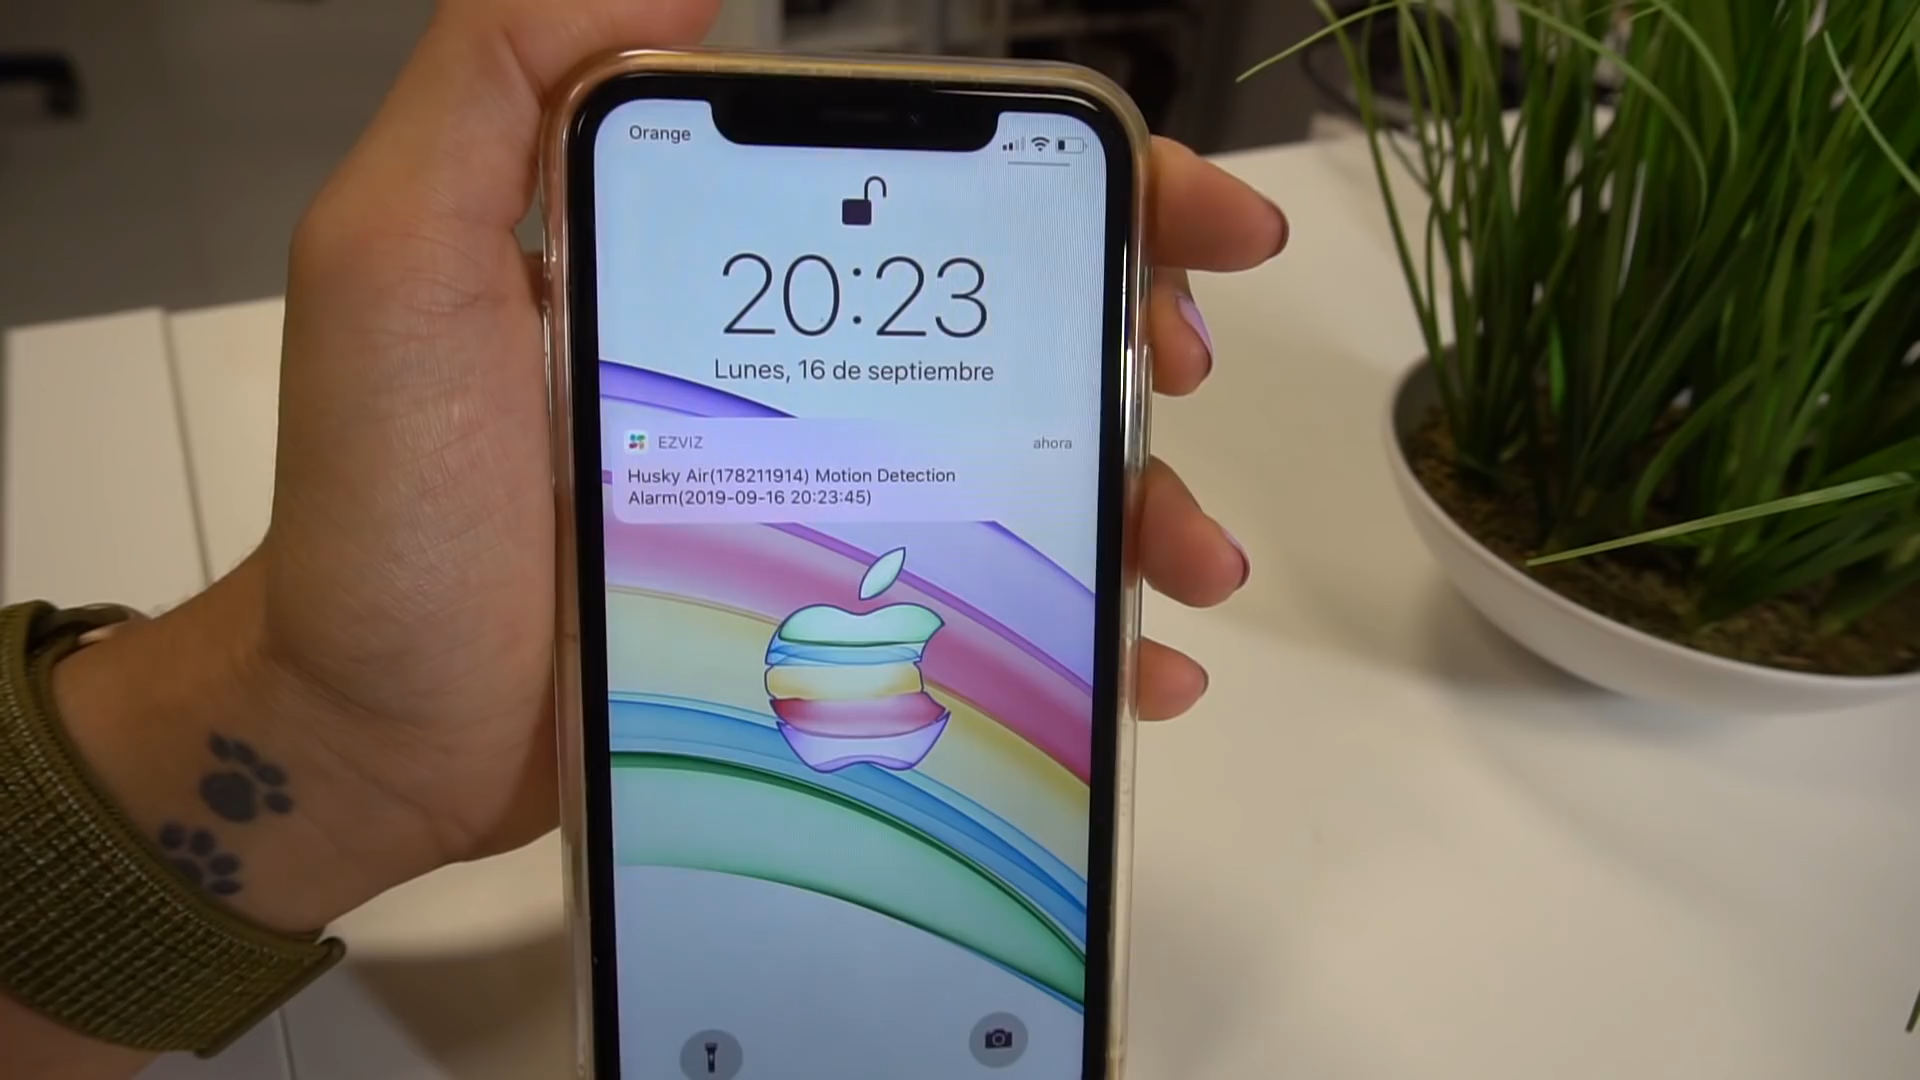 Orange
20:23
Lunes, 16 de septiembre
EZVIZ ahora
Husky Air(178211914) Motion Detection
Alarm(2019-09-16 20:23:45)